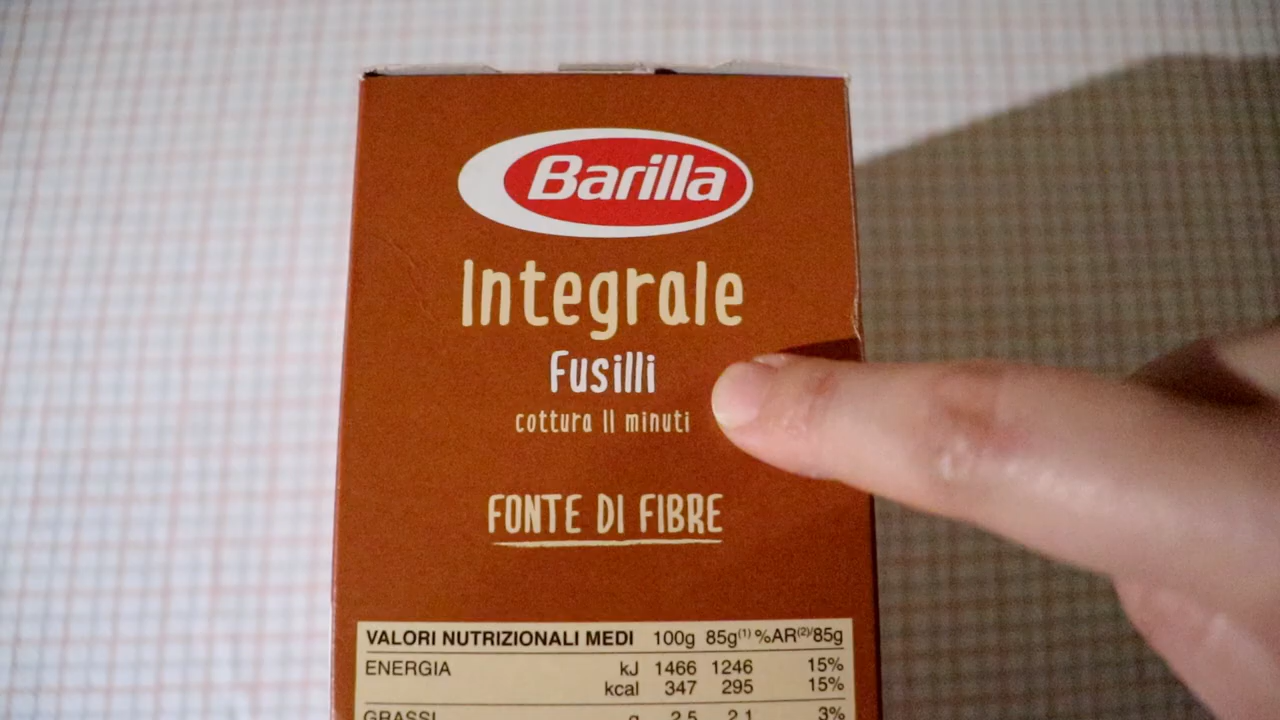 Barilla
Integrale
Fusilli
cottura 11 minuti
FONTE DI FIBRE
VALORI NUTRIZIONALI MEDI 100g 85g(1) %AR(2)/85g
ENERGIA kJ 1466 1246 15%
kcal 347 295 15%
GRASSI g 2,5 2,1 3%